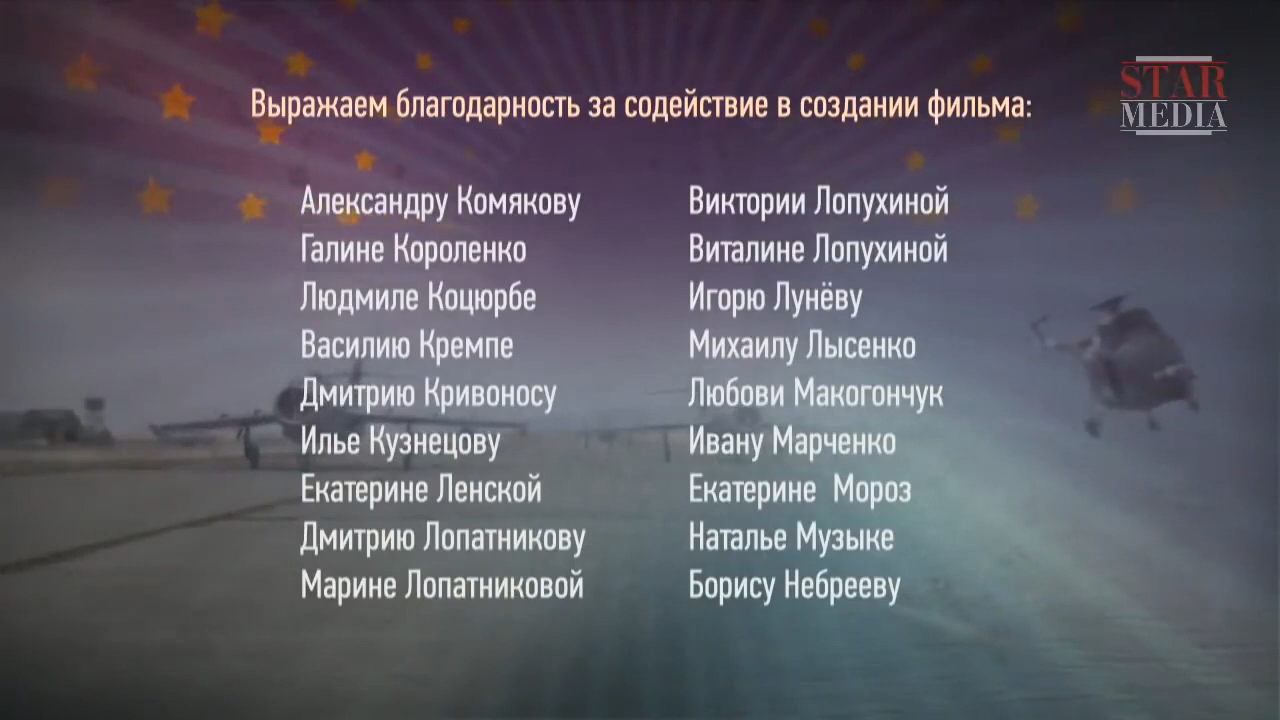 Выражаем благодарность за содействие в создании фильма:
STAR
MEDIA
Александру Комякову
Галине Короленко
Людмиле Коцюрбе
Василию Кремпе
Дмитрию Кривоносу
Илье Кузнецову
Екатерине Ленской
Дмитрию Лопатникову
Марине Лопатниковой
Виктории Лопухиной
Виталине Лопухиной
Игорю Лунёву
Михаилу Лысенко
Любови Макогончук
Ивану Марченко
Екатерине  Мороз
Наталье Музыке
Борису Небрееву